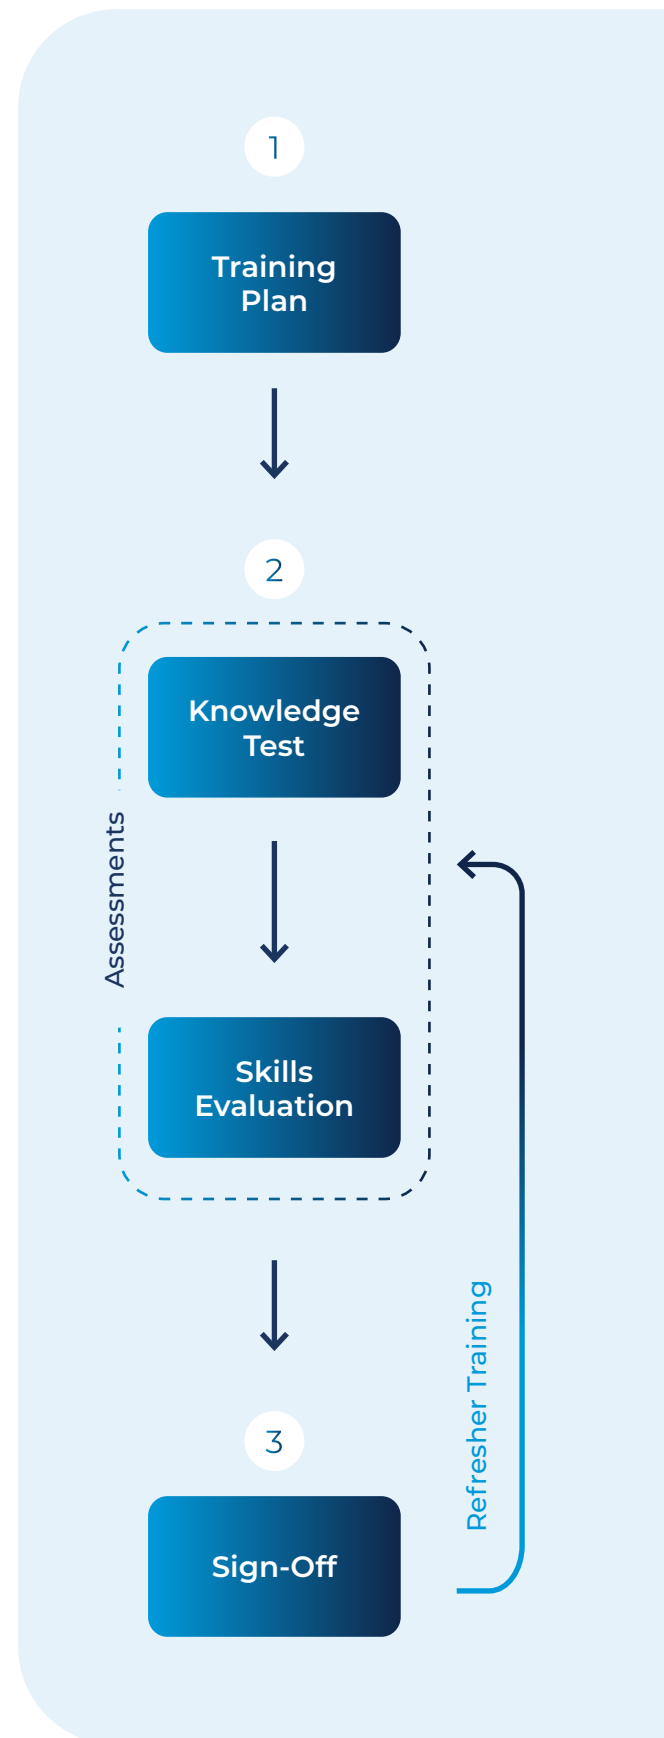 1
Training
Plan
2
Knowledge
Test
Assessments
Skills
Evaluation
3
Sign-Off
Refresher Training